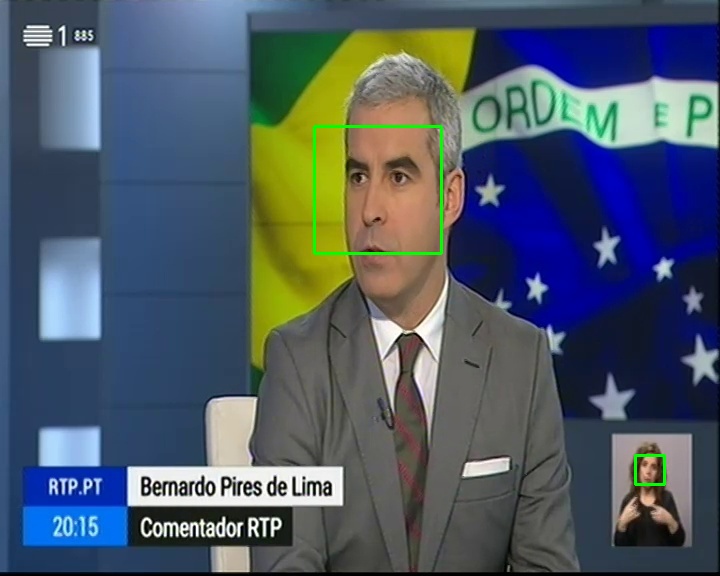 1 885
ORDEM E P
RTP.PT
Bernardo Pires de Lima
20:15
Comentador RTP